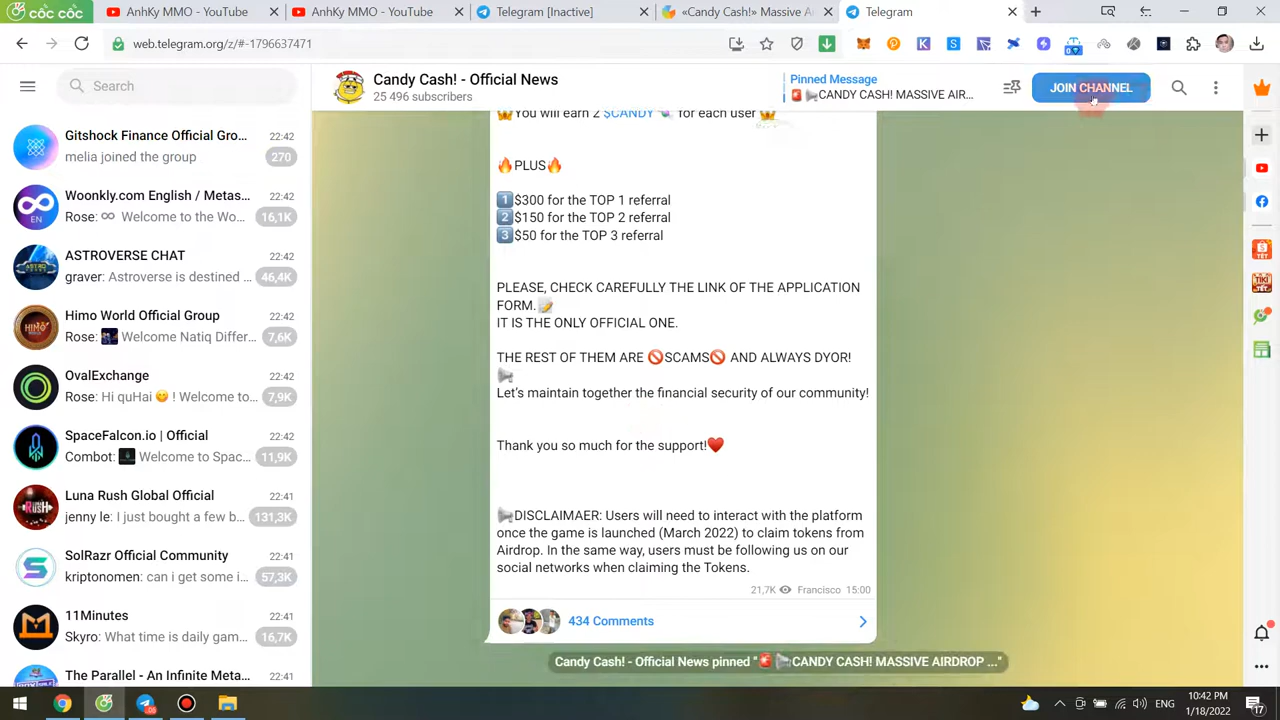 cốc cốc
AnhKy MMO - YouTube
AnhKy MMO - YouTube
Telegram [Inactive]
«Candy Cash!» Massive Ai
Telegram
web.telegram.org/z/#-1796637471
Search
Candy Cash! - Official News
25 496 subscribers
Pinned Message
CANDY CASH! MASSIVE AIR...
JOIN CHANNEL
Gitshock Finance Official Gro...
22:42
melia joined the group
270
Woonkly.com English / Metas...
22:42
EN
Rose: Welcome to the Wo...
16,1K
ASTROVERSE CHAT
22:42
graver: Astroverse is destined ...
46,4K
Himo World Official Group
22:42
Rose: Welcome Natiq Differ...
7,6K
OvalExchange
22:42
Rose: Hi quHai 😋 ! Welcome to...
7,9K
SpaceFalcon.io | Official
22:42
Combot: Welcome to Spac...
11,9K
Luna Rush Global Official
22:41
jenny le: I just bought a few b...
131,3K
SolRazr Official Community
22:41
kriptonomen: can i get some i...
57,3K
11Minutes
22:41
Skyro: What time is daily gam...
16,7K
The Parallel - An Infinite Meta...
22:41
😱You will earn 2 $CANDY 🍬 for each user 😱
🔥PLUS🔥
1️⃣$300 for the TOP 1 referral
2️⃣$150 for the TOP 2 referral
3️⃣$50 for the TOP 3 referral
PLEASE, CHECK CAREFULLY THE LINK OF THE APPLICATION
FORM.📝
IT IS THE ONLY OFFICIAL ONE.
THE REST OF THEM ARE 🚫SCAMS🚫 AND ALWAYS DYOR!
📢
Let's maintain together the financial security of our community!
Thank you so much for the support!❤️
📢DISCLAIMAER: Users will need to interact with the platform
once the game is launched (March 2022) to claim tokens from
Airdrop. In the same way, users must be following us on our
social networks when claiming the Tokens.
21,7K Francisco 15:00
434 Comments
Candy Cash! - Official News pinned "🚨📢CANDY CASH! MASSIVE AIRDROP ..."
ENG
10:42 PM
1/18/2022
17